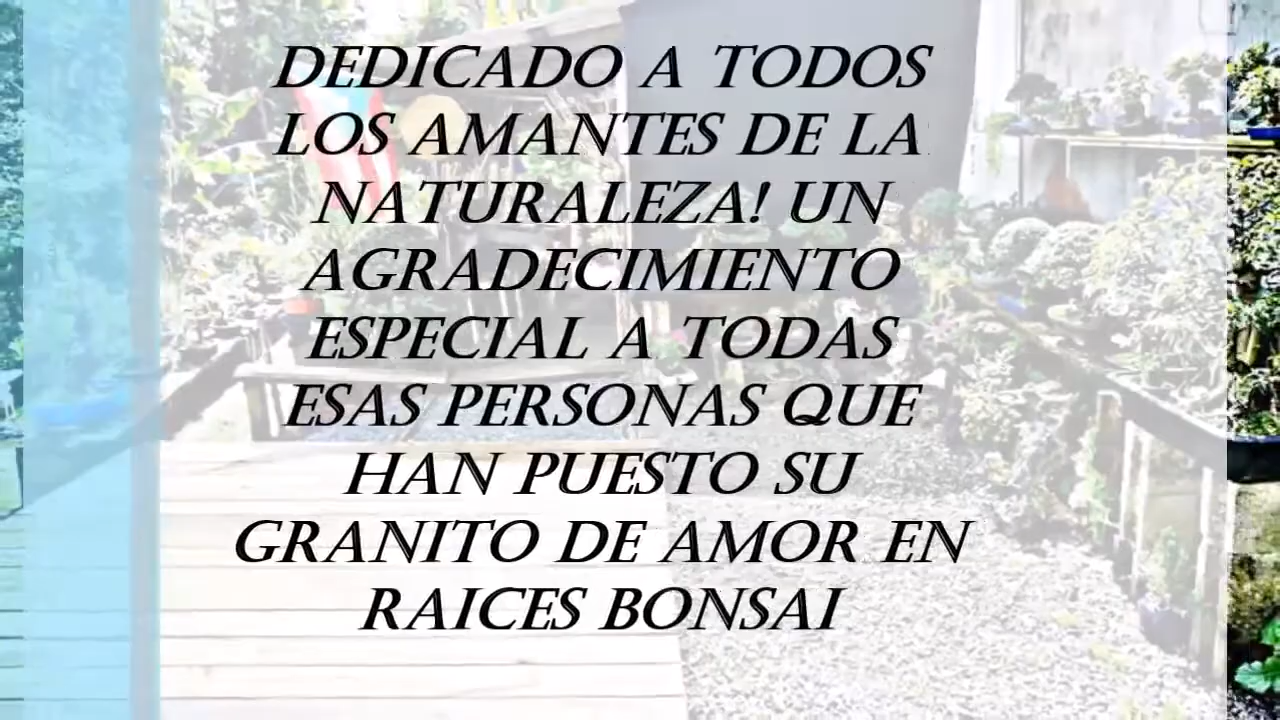 DEDICADO A TODOS
LOS AMANTES DE LA
NATURALEZA! UN
AGRADECIMIENTO
ESPECIAL A TODAS
ESAS PERSONAS QUE
HAN PUESTO SU
GRANITO DE AMOR EN
RAICES BONSAI